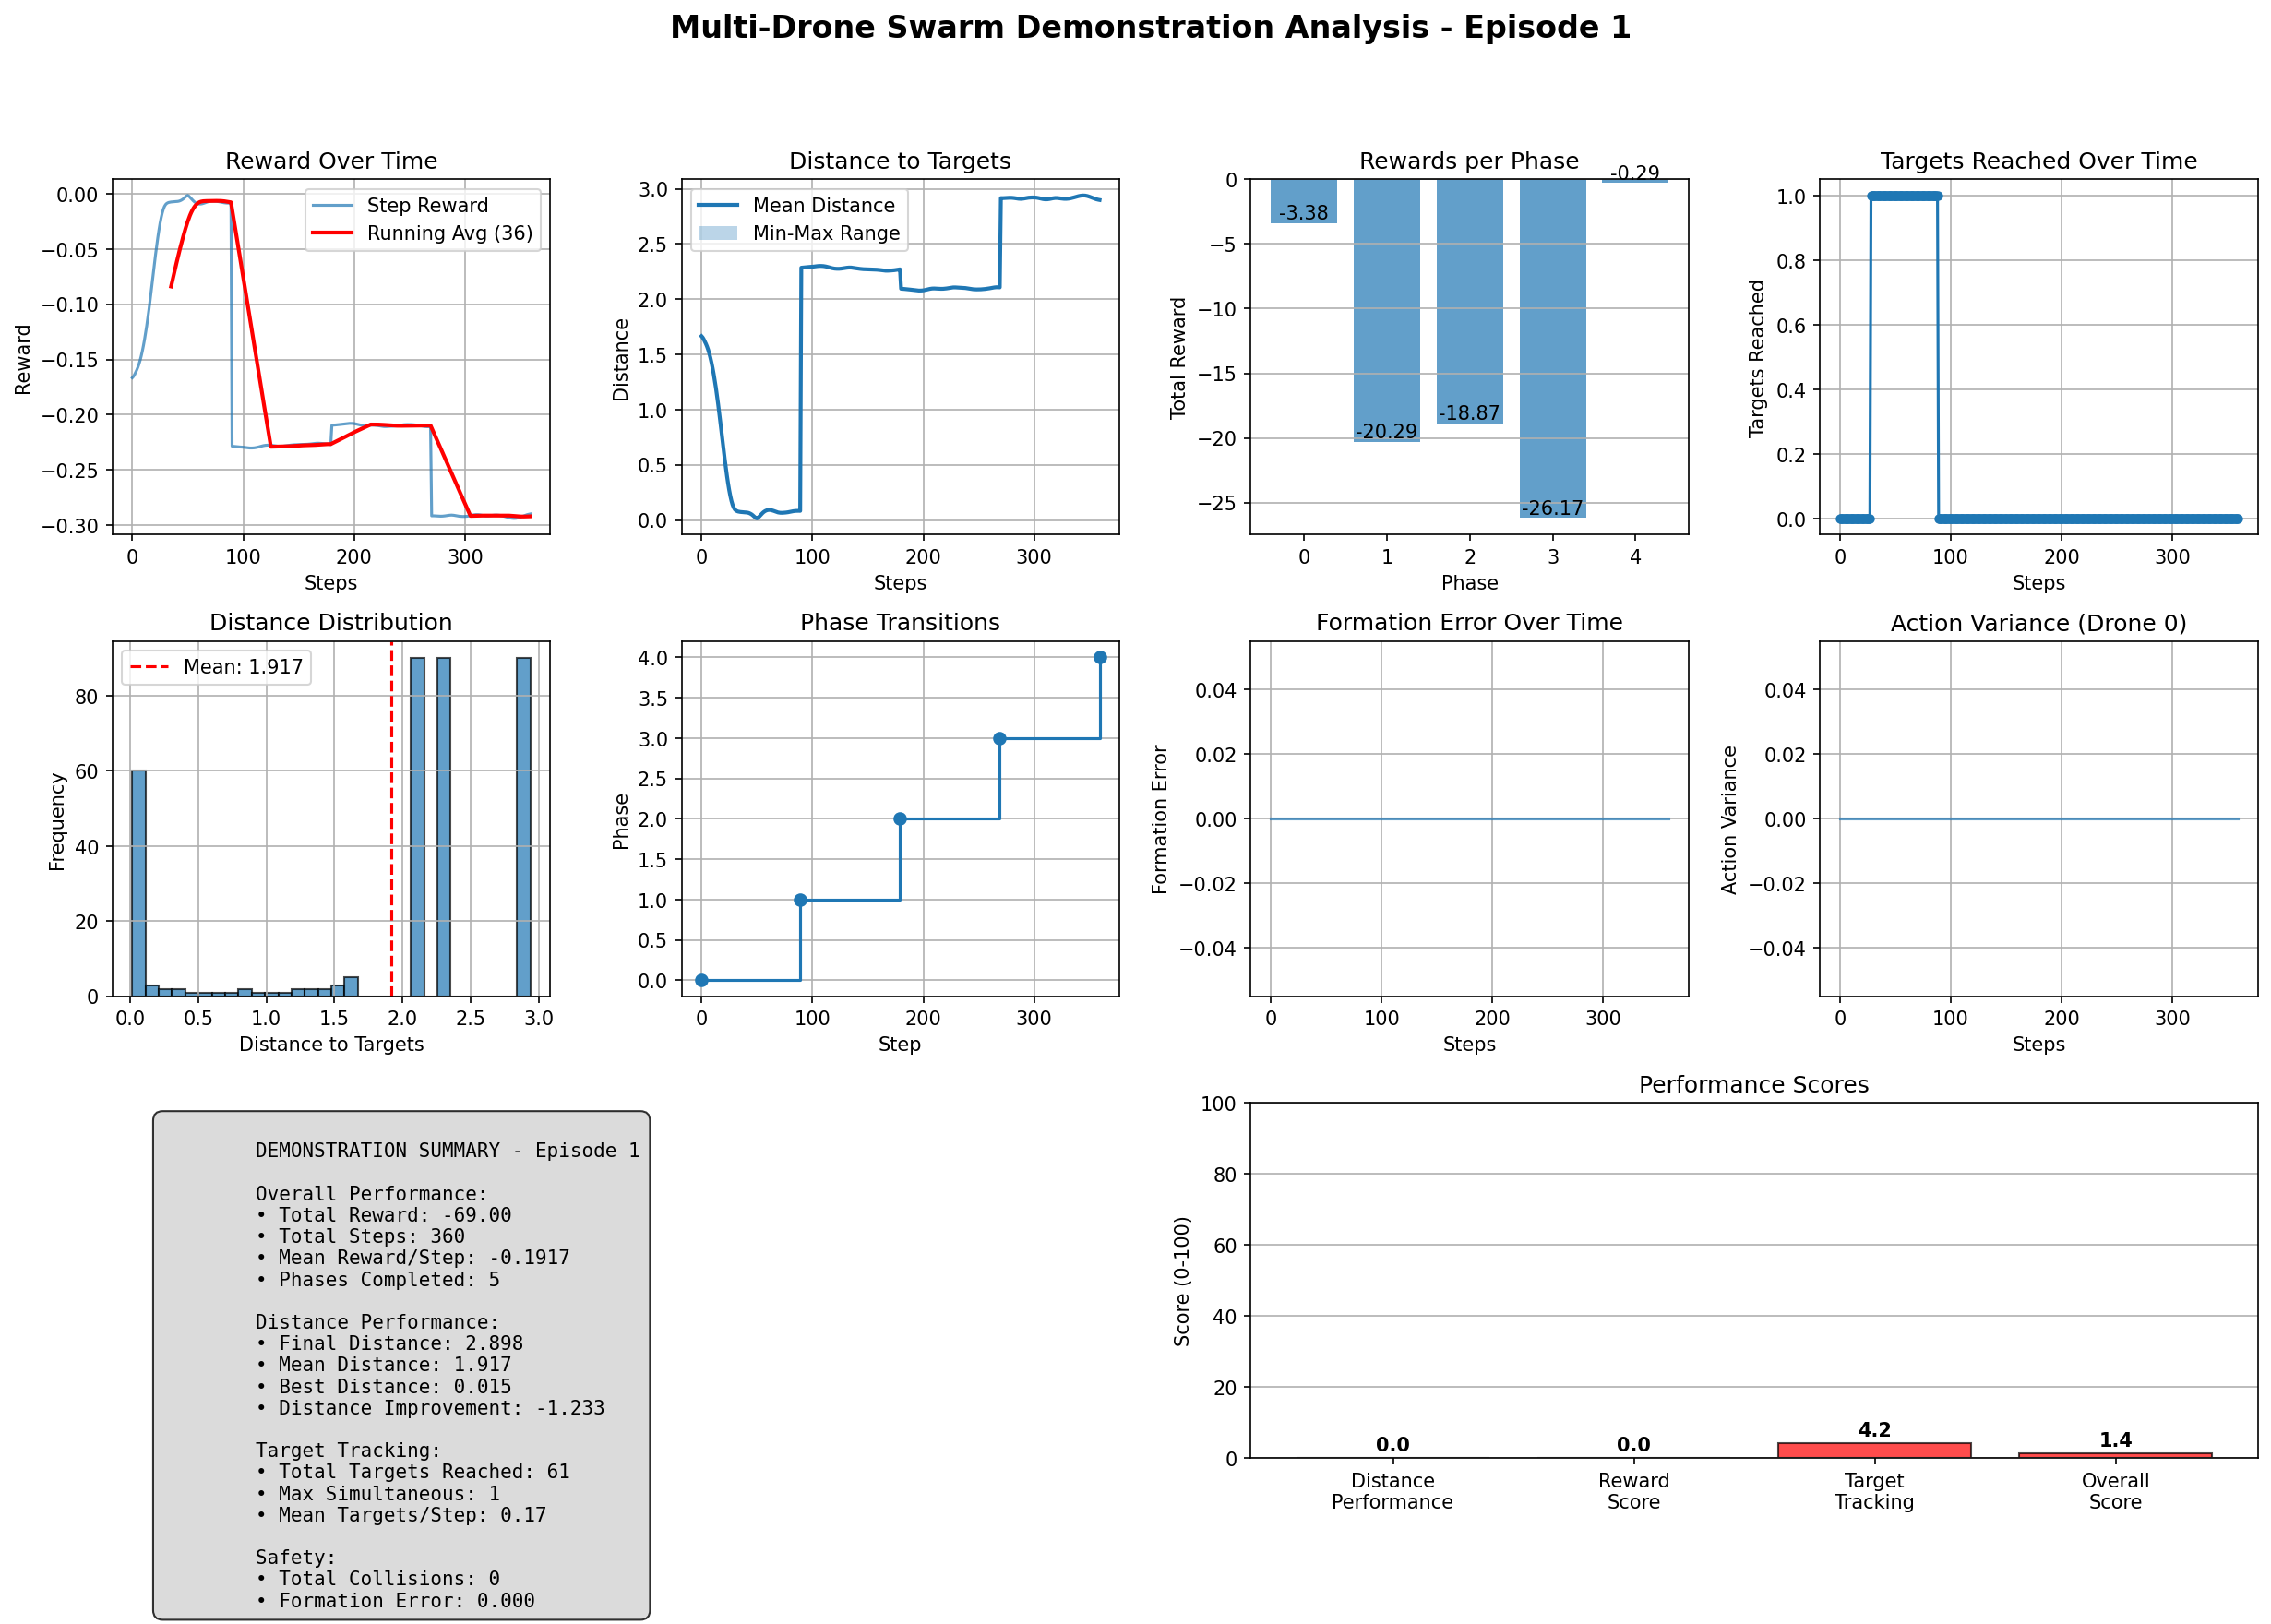 Multi-Drone Swarm Demonstration Analysis - Episode 1
Reward Over Time
Reward
0.00
−0.05
−0.10
−0.15
−0.20
−0.25
−0.30
Step Reward
Running Avg (36)
0 100 200 300
Steps
Distance to Targets
Distance
3.0
2.5
2.0
1.5
1.0
0.5
0.0
Mean Distance
Min-Max Range
0 100 200 300
Steps
Rewards per Phase
Total Reward
0
−5
−10
−15
−20
−25
-3.38
-20.29
-18.87
-26.17
-0.29
0 1 2 3 4
Phase
Targets Reached Over Time
Targets Reached
1.0
0.8
0.6
0.4
0.2
0.0
0 100 200 300
Steps
Distance Distribution
Frequency
80
60
40
20
0
Mean: 1.917
0.0 0.5 1.0 1.5 2.0 2.5 3.0
Distance to Targets
Phase Transitions
Phase
4.0
3.5
3.0
2.5
2.0
1.5
1.0
0.5
0.0
0 100 200 300
Step
Formation Error Over Time
Formation Error
0.04
0.02
0.00
−0.02
−0.04
0 100 200 300
Steps
Action Variance (Drone 0)
Action Variance
0.04
0.02
0.00
−0.02
−0.04
0 100 200 300
Steps
DEMONSTRATION SUMMARY - Episode 1
Overall Performance:
• Total Reward: -69.00
• Total Steps: 360
• Mean Reward/Step: -0.1917
• Phases Completed: 5
Distance Performance:
• Final Distance: 2.898
• Mean Distance: 1.917
• Best Distance: 0.015
• Distance Improvement: -1.233
Target Tracking:
• Total Targets Reached: 61
• Max Simultaneous: 1
• Mean Targets/Step: 0.17
Safety:
• Total Collisions: 0
• Formation Error: 0.000
Performance Scores
Score (0-100)
100
80
60
40
20
0
0.0
0.0
4.2
1.4
Distance
Performance
Reward
Score
Target
Tracking
Overall
Score